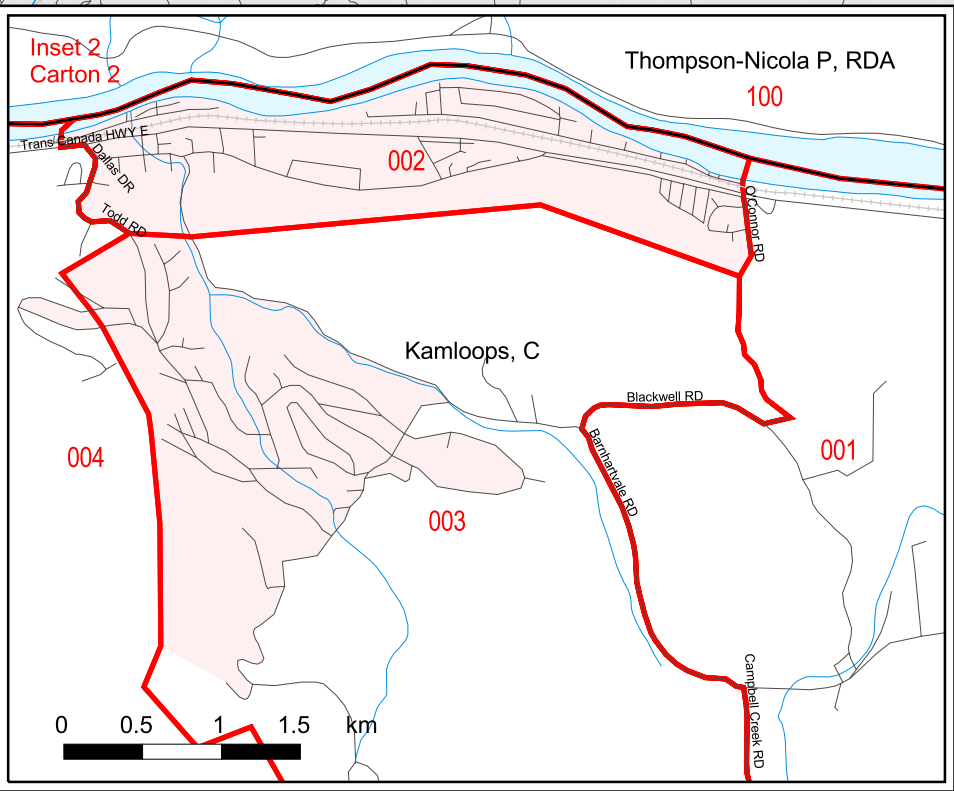 Inset 2
Carton 2
Thompson-Nicola P, RDA
100
Trans Canada HWY E
Dallas DR
002
O'Connor RD
Todd RD
Kamloops, C
Blackwell RD
001
Barnhartvale RD
004
003
Campbell Creek RD
0 0.5 1 1.5 km